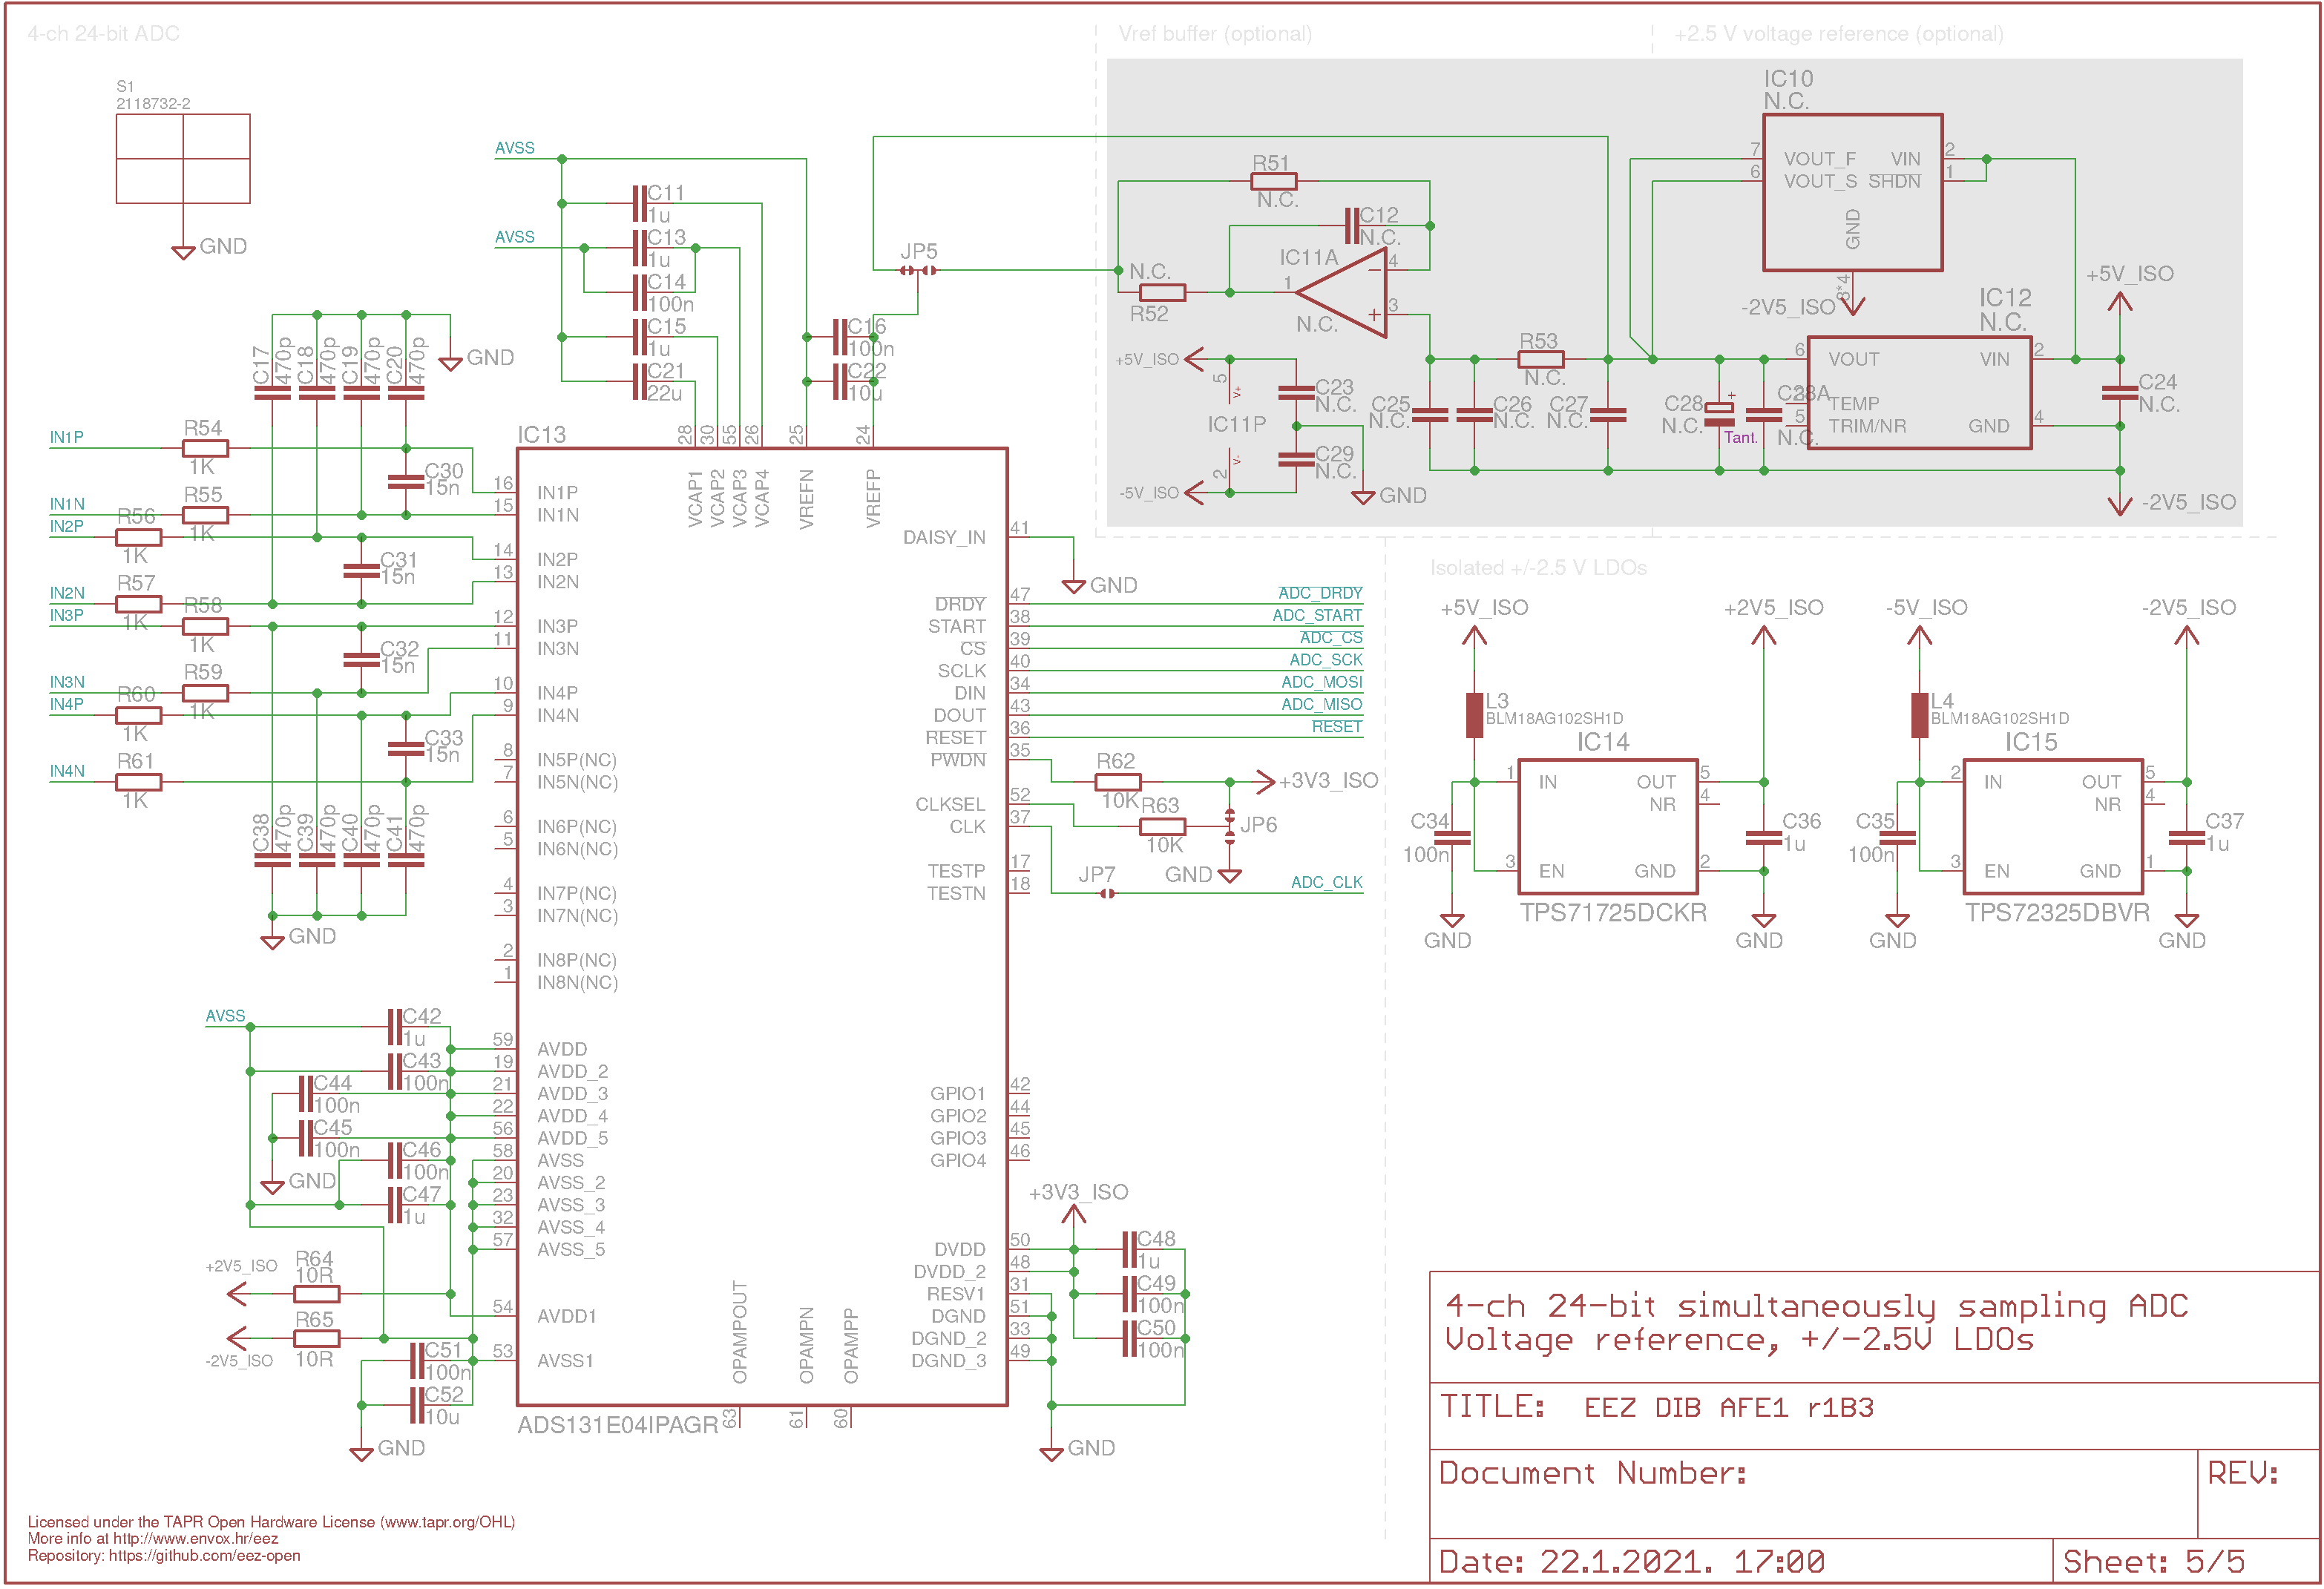 4-ch 24-bit ADC
Vref buffer (optional)
+2.5 V voltage reference (optional)
S1
2118732-2
GND
AVSS
C11
1u
AVSS
C13
1u
C14
100n
C15
1u
C21
22u
JP5
C16
100n
C22
10u
R51
N.C.
C12
N.C.
IC11A
1
4
3
N.C.
N.C.
R52
+5V_ISO
5
V+
IC11P
2
V-
-5V_ISO
C23
N.C.
C29
N.C.
GND
C25
N.C.
C26
N.C.
R53
N.C.
C27
N.C.
C28
N.C.
Tant.
C28A
N.C.
IC10
N.C.
7 VOUT_F VIN 2
6 VOUT_S SHDN 1
GND
3*4
-2V5_ISO
IC12
N.C.
6 VOUT VIN 2
TEMP
5 TRIM/NR GND 4
+5V_ISO
C24
N.C.
-2V5_ISO
C17
470p
C18
470p
C19
470p
C20
470p
GND
IN1P
R54
1K
C30
15n
IN1N
R55
1K
IN2P
R56
1K
C31
15n
IN2N
R57
1K
IN3P
R58
1K
C32
15n
IN3N
R59
1K
IN4P
R60
1K
C33
15n
IN4N
R61
1K
C38
470p
C39
470p
C40
470p
C41
470p
GND
IC13
28 VCAP1
30 VCAP2
55 VCAP3
26 VCAP4
25 VREFN
24 VREFP
16 IN1P
15 IN1N
14 IN2P
13 IN2N
12 IN3P
11 IN3N
10 IN4P
9 IN4N
8 IN5P(NC)
7 IN5N(NC)
6 IN6P(NC)
5 IN6N(NC)
4 IN7P(NC)
3 IN7N(NC)
2 IN8P(NC)
1 IN8N(NC)
59 AVDD
19 AVDD_2
21 AVDD_3
22 AVDD_4
56 AVDD_5
58 AVSS
20 AVSS_2
23 AVSS_3
32 AVSS_4
57 AVSS_5
54 AVDD1
53 AVSS1
OPAMPOUT 63
OPAMPN 61
OPAMPP 60
ADS131E04IPAGR
DAISY_IN 41
GND
DRDY 47 ADC_DRDY
START 38 ADC_START
CS 39 ADC_CS
SCLK 40 ADC_SCK
DIN 34 ADC_MOSI
DOUT 43 ADC_MISO
RESET 36 RESET
PWDN 35
CLKSEL 52
CLK 37
TESTP 17
TESTN 18
R62
10K
+3V3_ISO
R63
10K
JP6
GND
JP7
ADC_CLK
GPIO1 42
GPIO2 44
GPIO3 45
GPIO4 46
+3V3_ISO
DVDD 50
DVDD_2 48
RESV1 31
DGND 51
DGND_2 33
DGND_3 49
C48
1u
C49
100n
C50
100n
GND
AVSS
C42
1u
C43
100n
C44
100n
C45
100n
C46
100n
GND
C47
1u
+2V5_ISO
R64
10R
R65
10R
-2V5_ISO
C51
100n
C52
10u
GND
Isolated +/-2.5 V LDOs
+5V_ISO
+2V5_ISO
-5V_ISO
-2V5_ISO
L3
BLM18AG102SH1D
IC14
1 IN OUT 5
NR 4
3 EN GND 2
TPS71725DCKR
C34
100n
GND
C36
1u
GND
L4
BLM18AG102SH1D
IC15
2 IN OUT 5
NR 4
3 EN GND 1
TPS72325DBVR
C35
100n
GND
C37
1u
GND
4-ch 24-bit simultaneously sampling ADC
Voltage reference, +/-2.5V LDOs
TITLE: EEZ DIB AFE1 r1B3
Document Number:
REV:
Date: 22.1.2021. 17:00
Sheet: 5/5
Licensed under the TAPR Open Hardware License (www.tapr.org/OHL)
More info at http://www.envox.hr/eez
Repository: https://github.com/eez-open